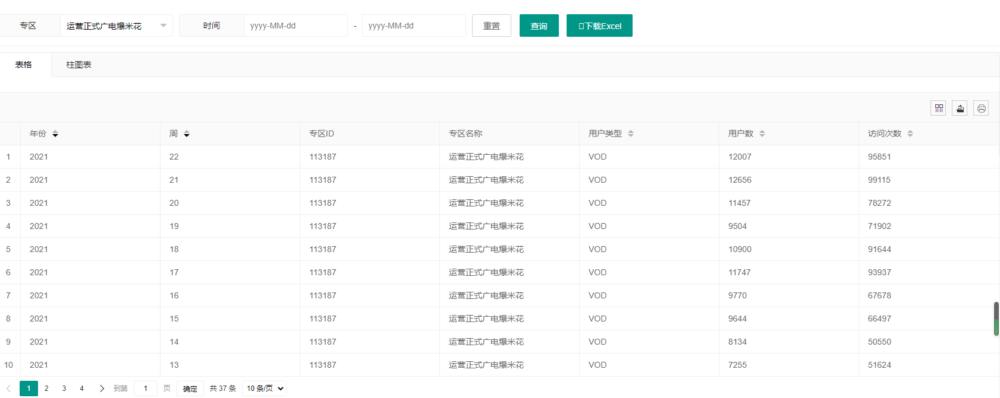 专区 运营正式广电爆米花 时间 yyyy-MM-dd - yyyy-MM-dd 重置 查询 下载Excel
表格 柱图表
年份 周 专区ID 专区名称 用户类型 用户数 访问次数
1 2021 22 113187 运营正式广电爆米花 VOD 12007 95851
2 2021 21 113187 运营正式广电爆米花 VOD 12656 99115
3 2021 20 113187 运营正式广电爆米花 VOD 11457 78272
4 2021 19 113187 运营正式广电爆米花 VOD 9504 71902
5 2021 18 113187 运营正式广电爆米花 VOD 10900 91644
6 2021 17 113187 运营正式广电爆米花 VOD 11747 93937
7 2021 16 113187 运营正式广电爆米花 VOD 9770 67678
8 2021 15 113187 运营正式广电爆米花 VOD 9644 66497
9 2021 14 113187 运营正式广电爆米花 VOD 8134 50550
10 2021 13 113187 运营正式广电爆米花 VOD 7255 51624
1 2 3 4 到第 1 页 确定 共 37 条 10 条/页